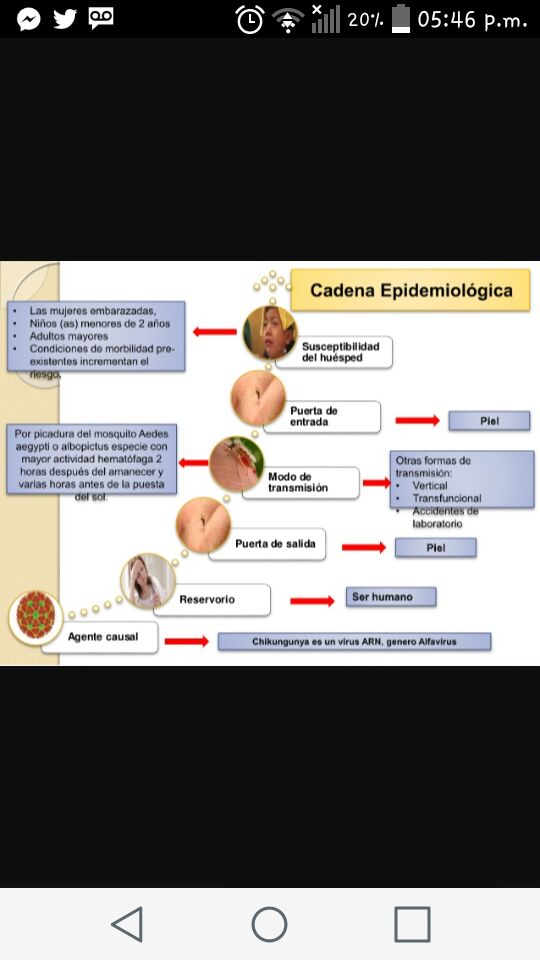 20% 05:46 p.m.
Cadena Epidemiológica
• Las mujeres embarazadas,
• Niños (as) menores de 2 años
• Adultos mayores
• Condiciones de morbilidad pre-
existentes incrementan el
riesgo.
Susceptibilidad
del huésped
Puerta de
entrada
Piel
Por picadura del mosquito Aedes
aegypti o albopictus especie con
mayor actividad hematófaga 2
horas después del amanecer y
varias horas antes de la puesta
del sol.
Modo de
transmisión
Otras formas de
transmisión:
• Vertical
• Transfuncional
• Accidentes de
laboratorio
Puerta de salida
Piel
Reservorio
Ser humano
Agente causal
Chikungunya es un virus ARN, genero Alfavirus